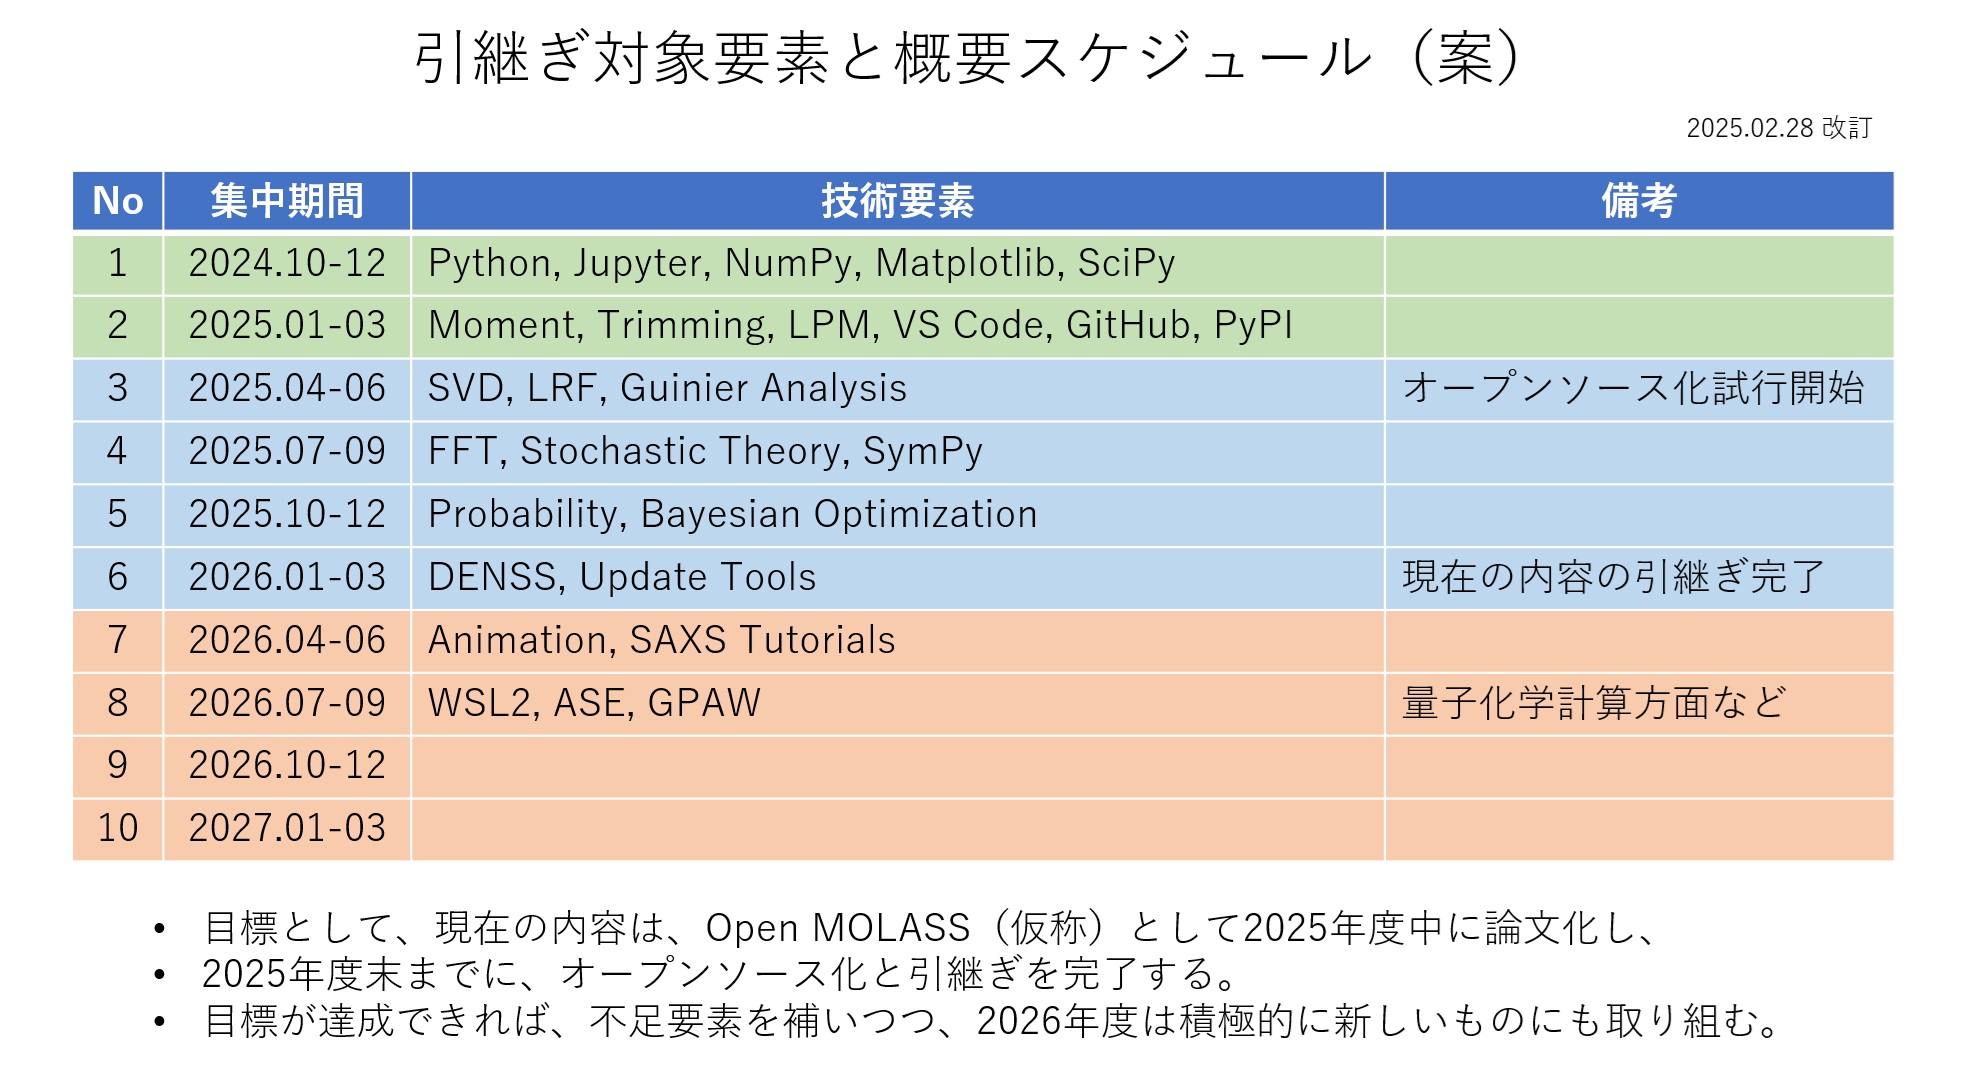 引継ぎ対象要素と概要スケジュール（案）
2025.02.28 改訂
No 集中期間 技術要素 備考
1 2024.10-12 Python, Jupyter, NumPy, Matplotlib, SciPy
2 2025.01-03 Moment, Trimming, LPM, VS Code, GitHub, PyPI
3 2025.04-06 SVD, LRF, Guinier Analysis オープンソース化試行開始
4 2025.07-09 FFT, Stochastic Theory, SymPy
5 2025.10-12 Probability, Bayesian Optimization
6 2026.01-03 DENSS, Update Tools 現在の内容の引継ぎ完了
7 2026.04-06 Animation, SAXS Tutorials
8 2026.07-09 WSL2, ASE, GPAW 量子化学計算方面など
9 2026.10-12
10 2027.01-03
• 目標として、現在の内容は、Open MOLASS（仮称）として2025年度中に論文化し、
• 2025年度末までに、オープンソース化と引継ぎを完了する。
• 目標が達成できれば、不足要素を補いつつ、2026年度は積極的に新しいものにも取り組む。